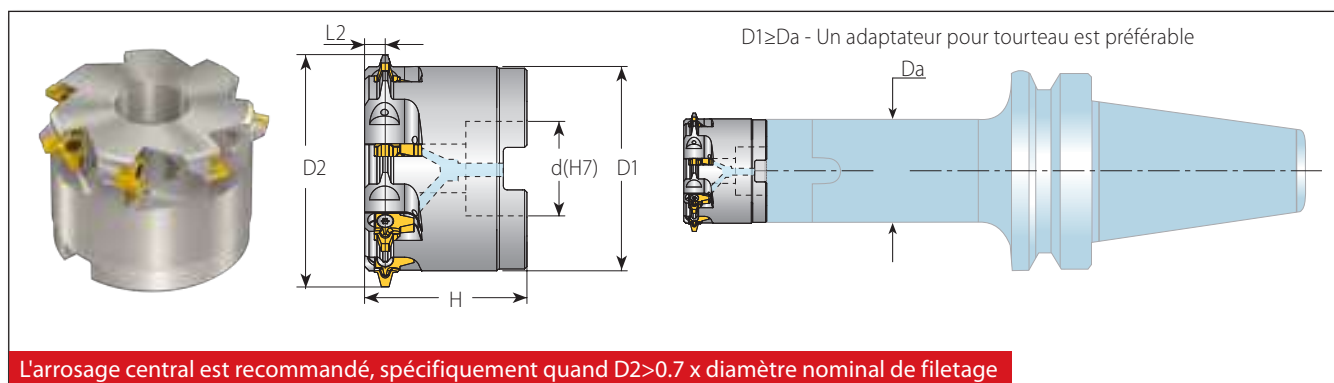 L2
D1≥Da - Un adaptateur pour tourteau est préférable
Da
D2
d(H7)
D1
H
L'arrosage central est recommandé, spécifiquement quand D2>0.7 x diamètre nominal de filetage